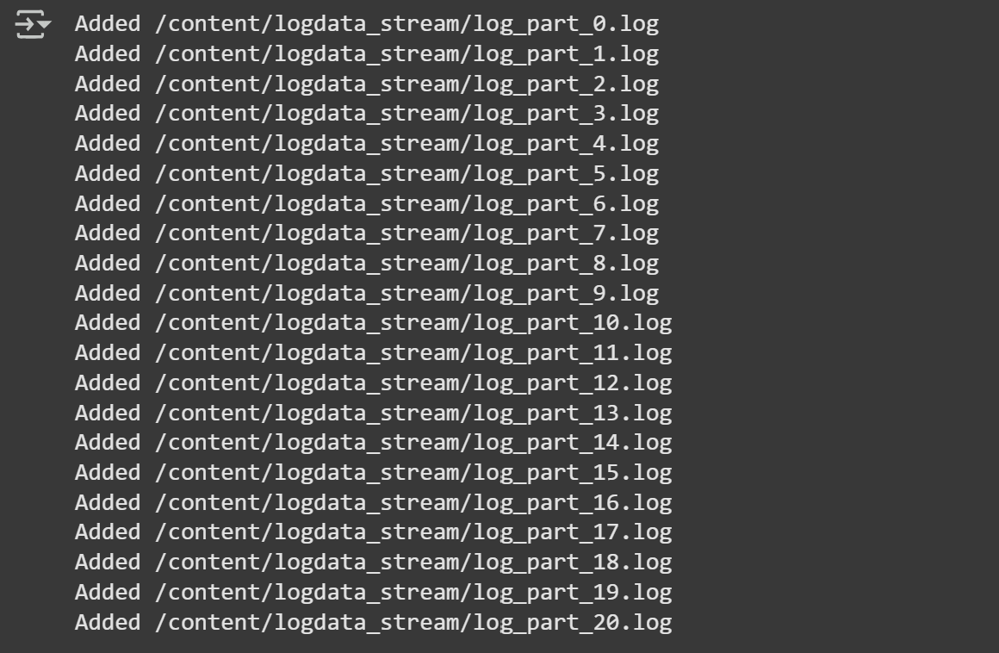 Added /content/logdata_stream/log_part_0.log
Added /content/logdata_stream/log_part_1.log
Added /content/logdata_stream/log_part_2.log
Added /content/logdata_stream/log_part_3.log
Added /content/logdata_stream/log_part_4.log
Added /content/logdata_stream/log_part_5.log
Added /content/logdata_stream/log_part_6.log
Added /content/logdata_stream/log_part_7.log
Added /content/logdata_stream/log_part_8.log
Added /content/logdata_stream/log_part_9.log
Added /content/logdata_stream/log_part_10.log
Added /content/logdata_stream/log_part_11.log
Added /content/logdata_stream/log_part_12.log
Added /content/logdata_stream/log_part_13.log
Added /content/logdata_stream/log_part_14.log
Added /content/logdata_stream/log_part_15.log
Added /content/logdata_stream/log_part_16.log
Added /content/logdata_stream/log_part_17.log
Added /content/logdata_stream/log_part_18.log
Added /content/logdata_stream/log_part_19.log
Added /content/logdata_stream/log_part_20.log